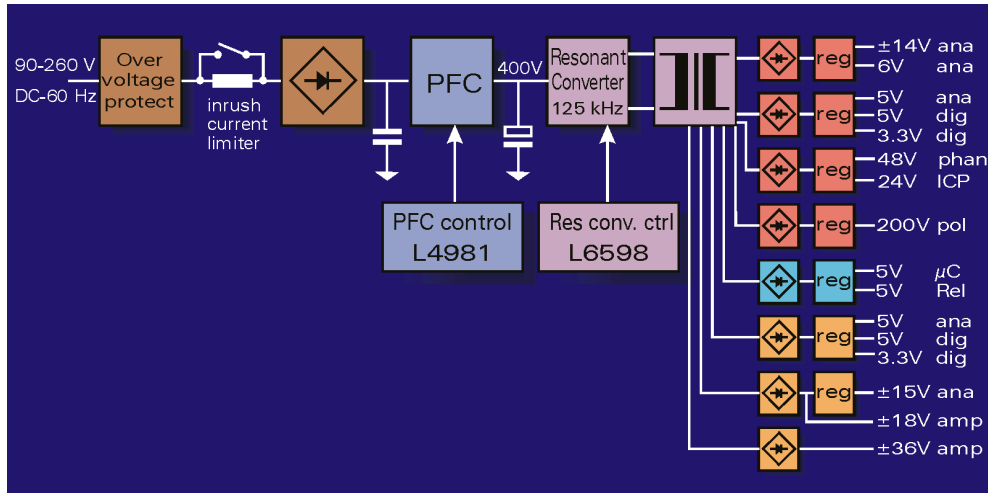 90-260 V
DC-60 Hz
Over
voltage
protect
inrush
current
limiter
PFC
400V
Resonant
Converter
125 kHz
PFC control
L4981
Res conv. ctrl
L6598
reg
±14V ana
6V ana
reg
5V ana
5V dig
3.3V dig
reg
48V phan
24V ICP
reg
200V pol
reg
5V µC
5V Rel
reg
5V ana
5V dig
3.3V dig
reg
±15V ana
±18V amp
±36V amp